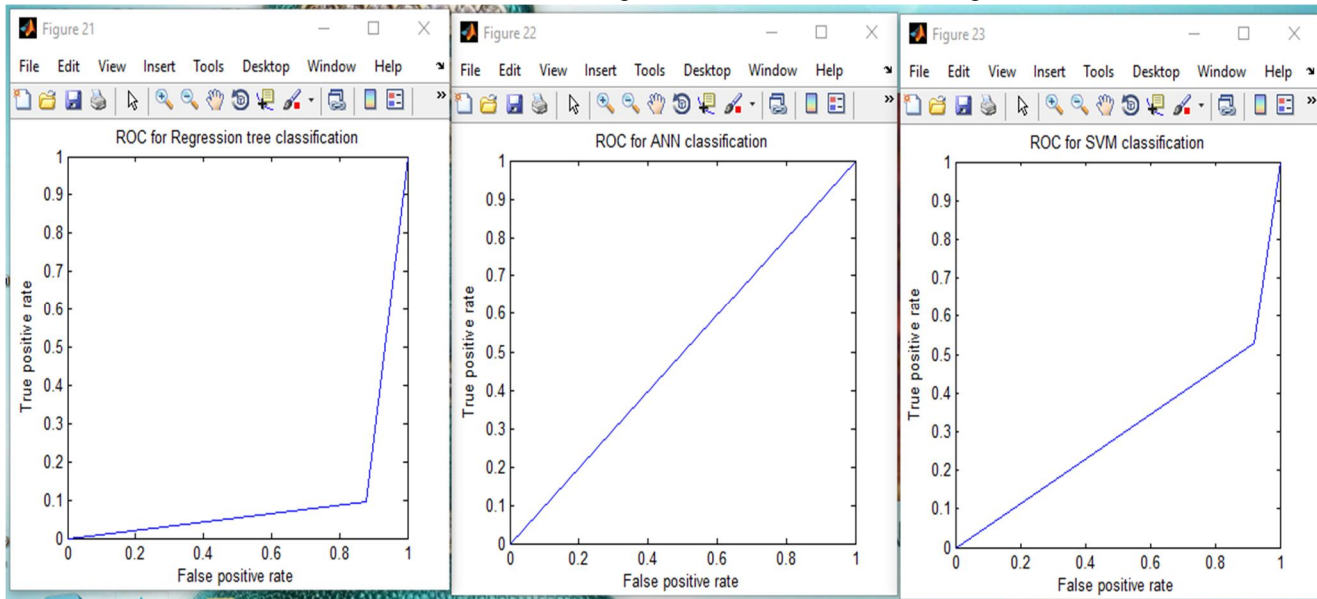 Figure 21
File Edit View Insert Tools Desktop Window Help
ROC for Regression tree classification
1
0.9
0.8
0.7
0.6
0.5
0.4
0.3
0.2
0.1
0
True positive rate
0 0.2 0.4 0.6 0.8 1
False positive rate
Figure 22
File Edit View Insert Tools Desktop Window Help
ROC for ANN classification
1
0.9
0.8
0.7
0.6
0.5
0.4
0.3
0.2
0.1
0
True positive rate
0 0.2 0.4 0.6 0.8 1
False positive rate
Figure 23
File Edit View Insert Tools Desktop Window Help
ROC for SVM classification
1
0.9
0.8
0.7
0.6
0.5
0.4
0.3
0.2
0.1
0
True positive rate
0 0.2 0.4 0.6 0.8 1
False positive rate